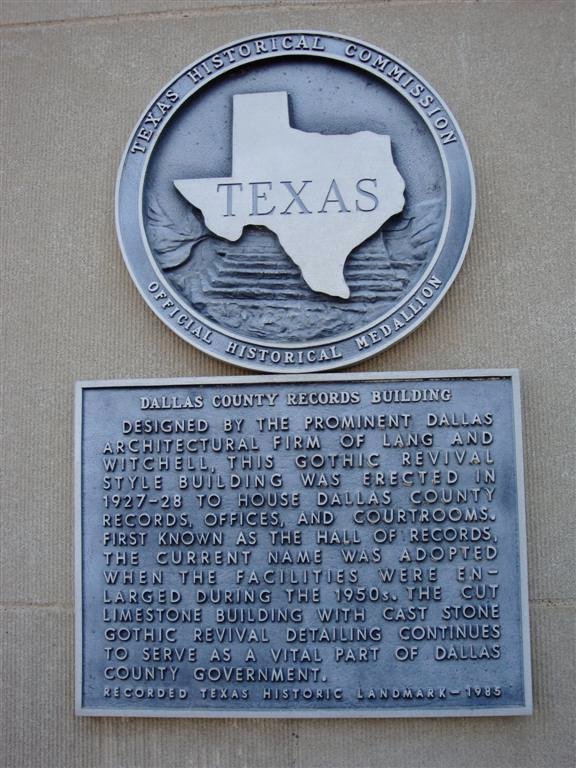 TEXAS HISTORICAL COMMISSION
TEXAS
OFFICIAL HISTORICAL MEDALLION
DALLAS COUNTY RECORDS BUILDING
DESIGNED BY THE PROMINENT DALLAS
ARCHITECTURAL FIRM OF LANG AND
WITCHELL, THIS GOTHIC REVIVAL
STYLE BUILDING WAS ERECTED IN
1927-28 TO HOUSE DALLAS COUNTY
RECORDS, OFFICES, AND COURTROOMS.
FIRST KNOWN AS THE HALL OF RECORDS,
THE CURRENT NAME WAS ADOPTED
WHEN THE FACILITIES WERE EN-
LARGED DURING THE 1950s. THE CUT
LIMESTONE BUILDING WITH CAST STONE
GOTHIC REVIVAL DETAILING CONTINUES
TO SERVE AS A VITAL PART OF DALLAS
COUNTY GOVERNMENT.
RECORDED TEXAS HISTORIC LANDMARK-1985